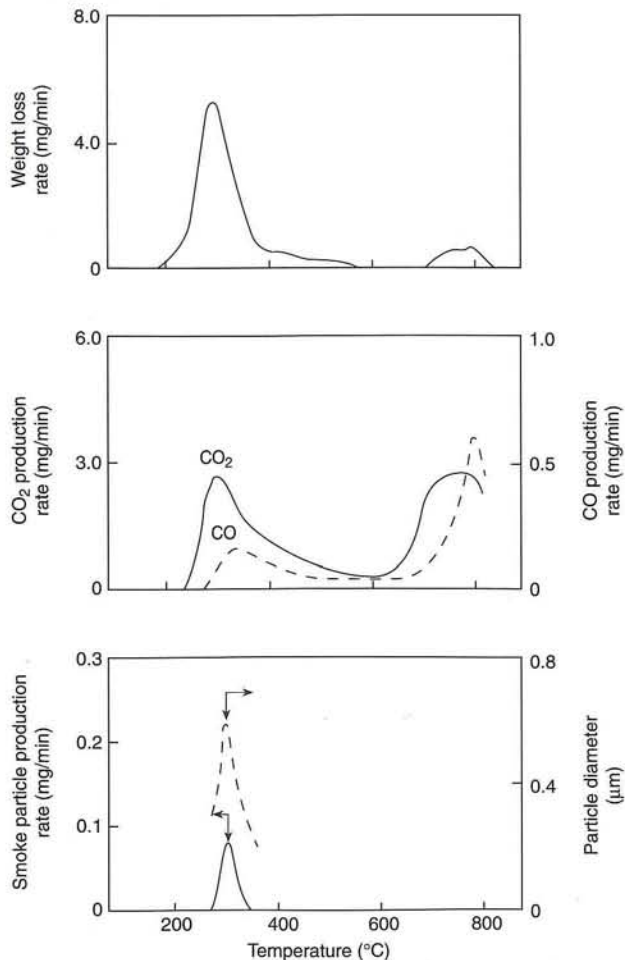 8.0
4.0
0
Weight loss
rate (mg/min)
6.0
3.0
0
CO₂ production
rate (mg/min)
CO₂
CO
1.0
0.5
0
CO production
rate (mg/min)
0.3
0.2
0.1
0
Smoke particle production
rate (mg/min)
0.8
0.4
0
Particle diameter
(μm)
200 400 600 800
Temperature (°C)